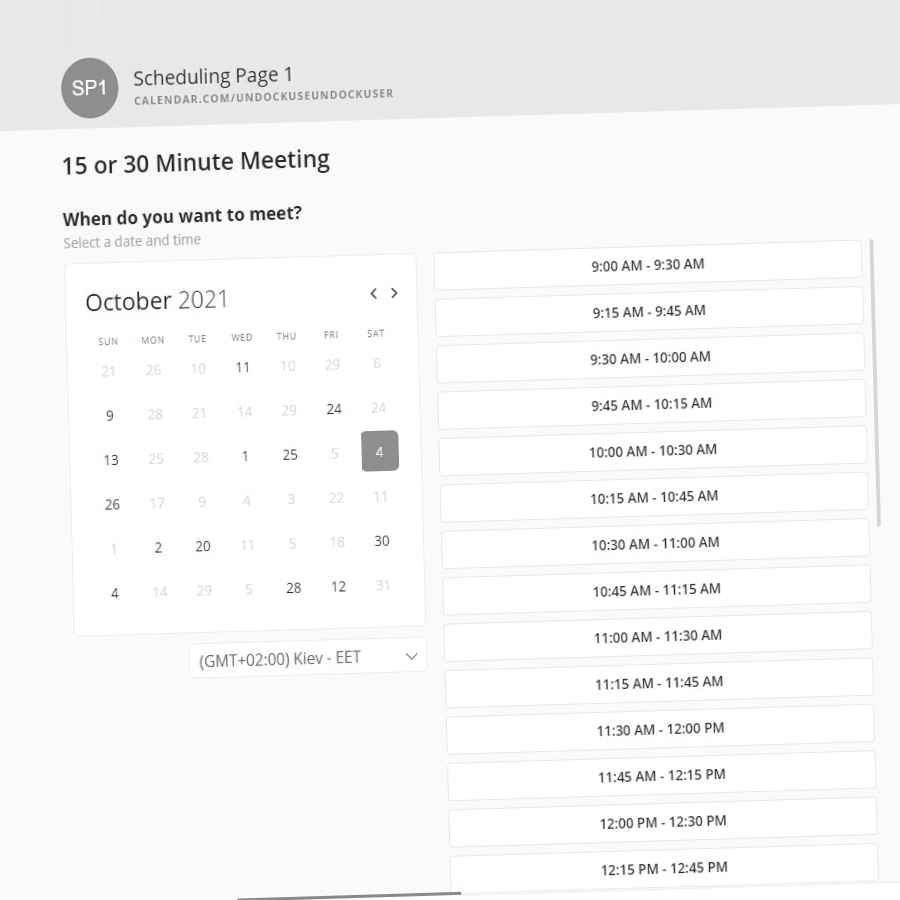 SP1
Scheduling Page 1
CALENDAR.COM/UNDOCKUSEUNDOCKUSER
15 or 30 Minute Meeting
When do you want to meet?
Select a date and time
October 2021
SUN MON TUE WED THU FRI SAT
21 26 10 11 10 29 6
9 28 21 14 29 24 24
13 25 28 1 25 5 4
26 17 9 4 3 22 11
1 2 20 11 5 18 30
4 14 29 5 28 12 31
(GMT+02:00) Kiev - EET
9:00 AM - 9:30 AM
9:15 AM - 9:45 AM
9:30 AM - 10:00 AM
9:45 AM - 10:15 AM
10:00 AM - 10:30 AM
10:15 AM - 10:45 AM
10:30 AM - 11:00 AM
10:45 AM - 11:15 AM
11:00 AM - 11:30 AM
11:15 AM - 11:45 AM
11:30 AM - 12:00 PM
11:45 AM - 12:15 PM
12:00 PM - 12:30 PM
12:15 PM - 12:45 PM